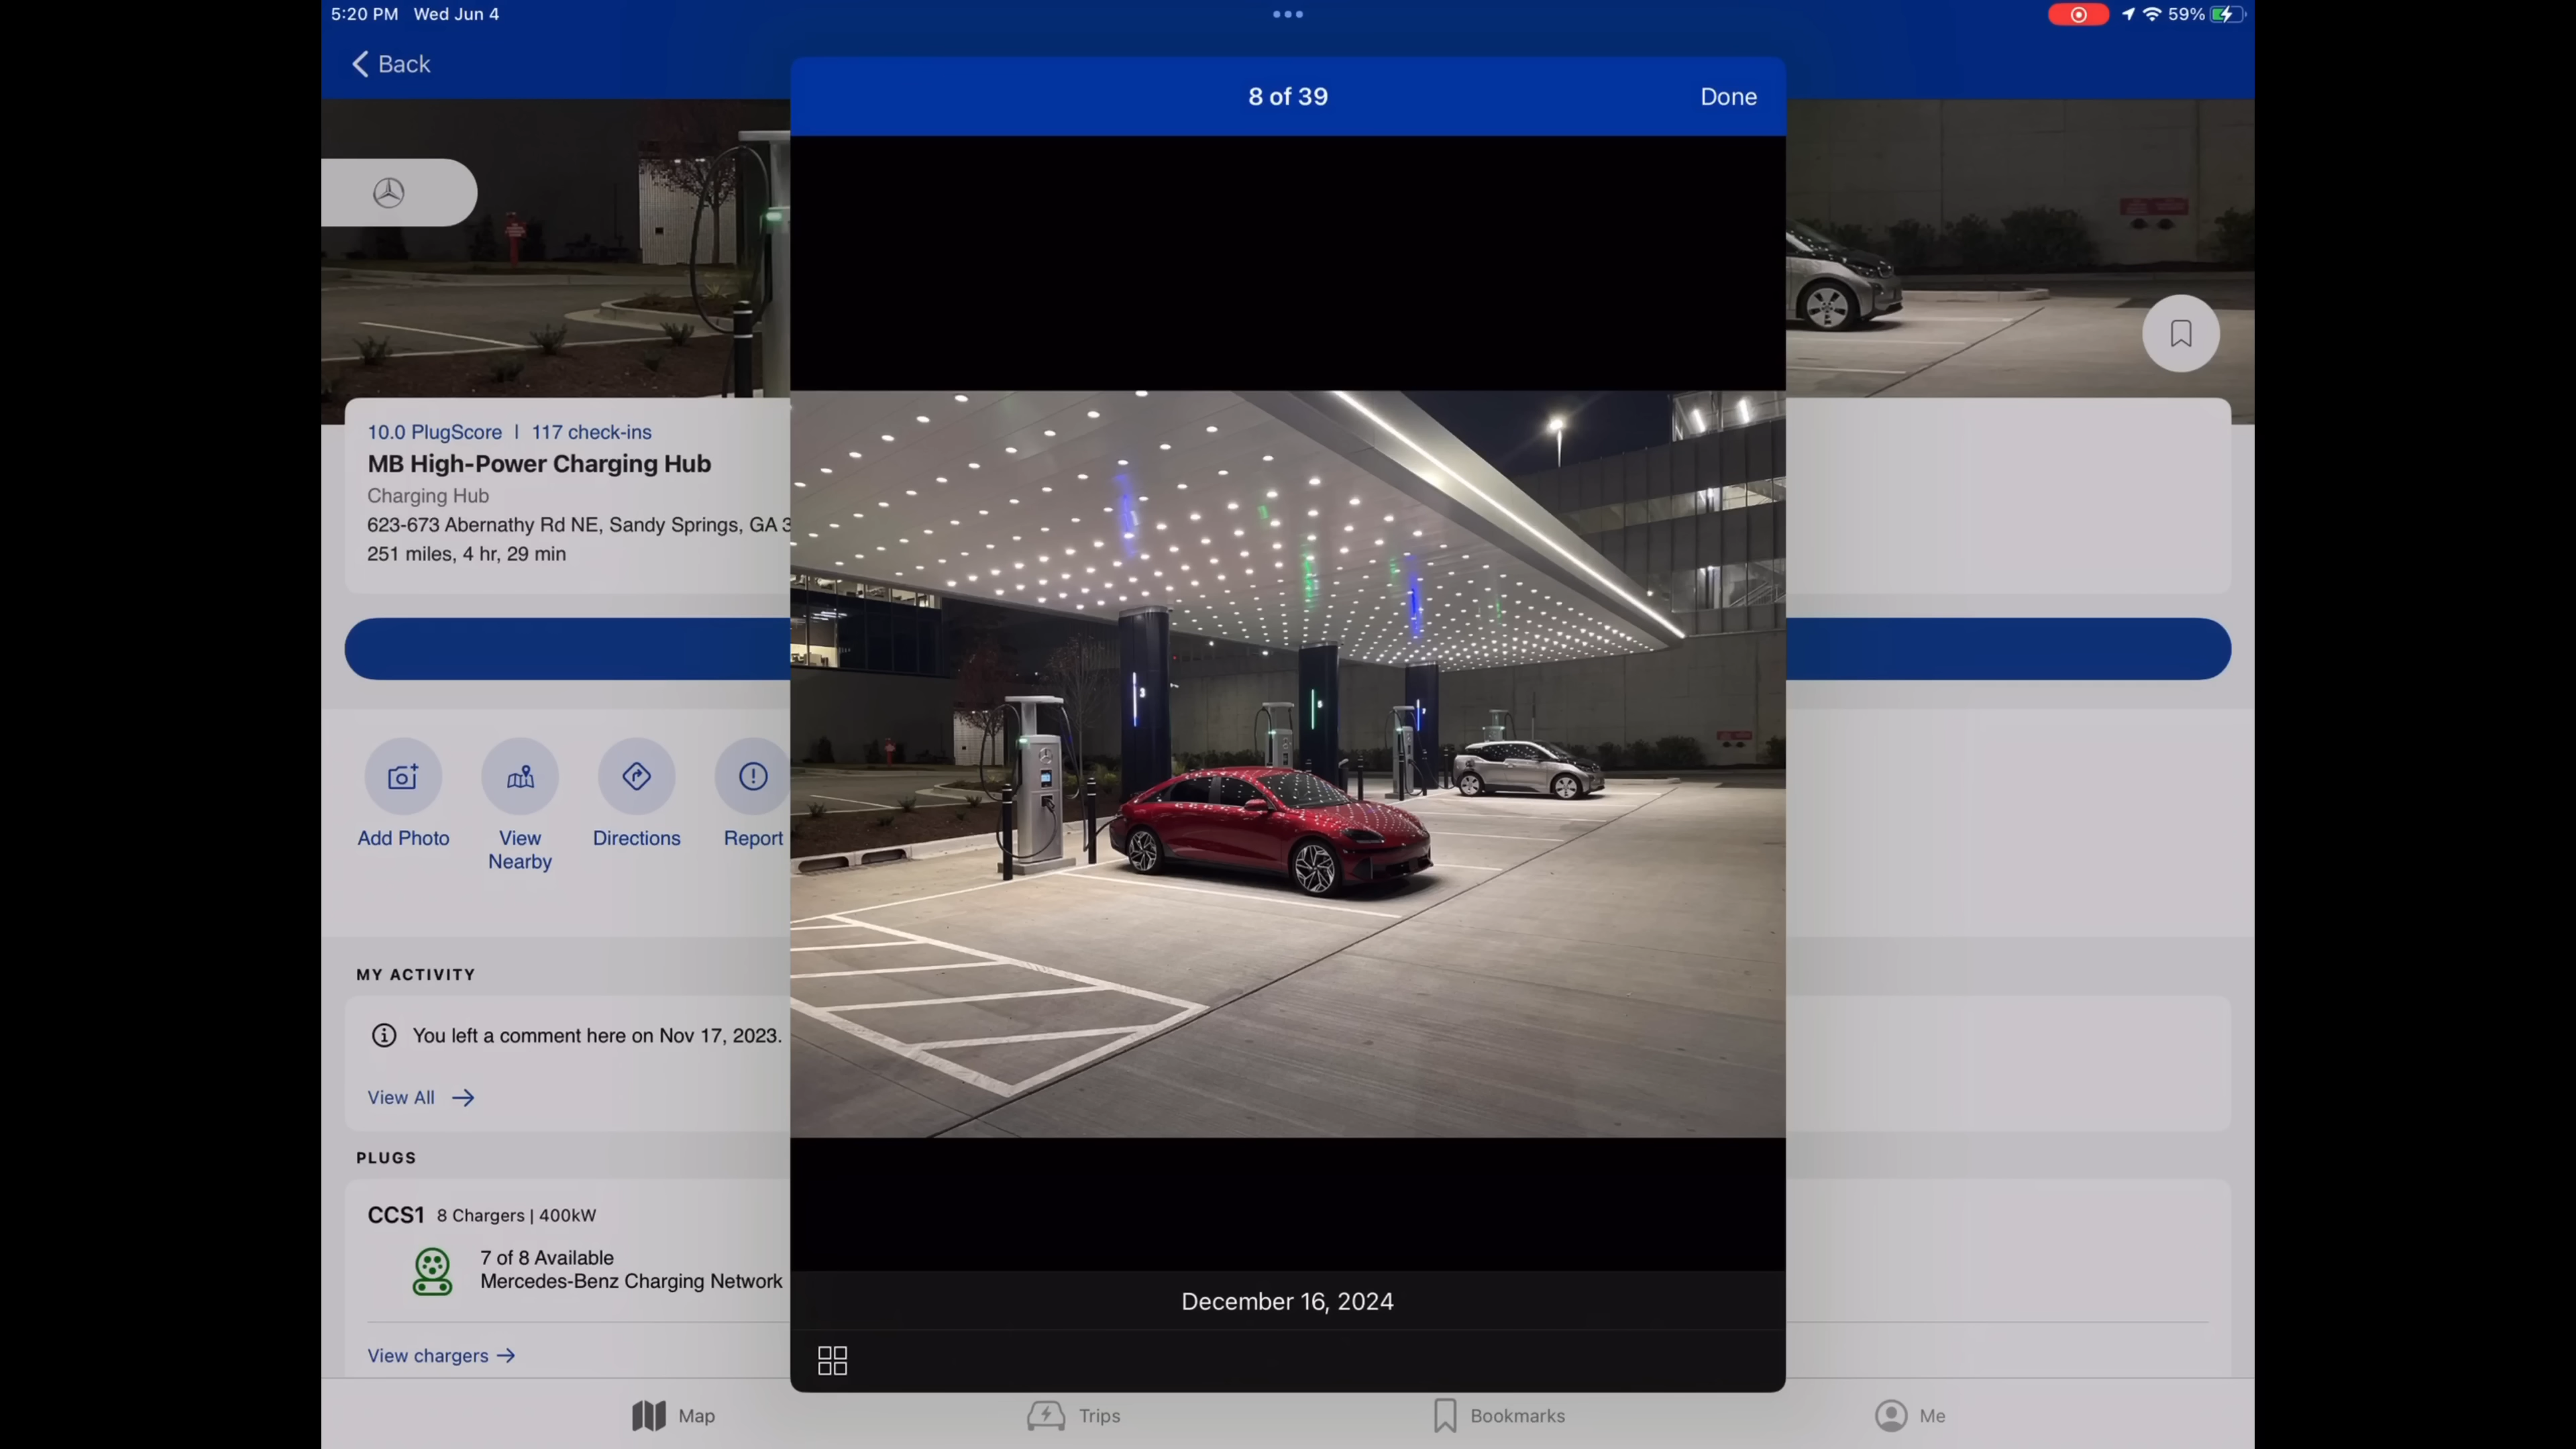 5:20 PM Wed Jun 4
59%
Back
8 of 39
Done
10.0 PlugScore | 117 check-ins
MB High-Power Charging Hub
Charging Hub
623-673 Abernathy Rd NE, Sandy Springs, GA 3
251 miles, 4 hr, 29 min
3
5
7
Add Photo
View
Nearby
Directions
Report
MY ACTIVITY
You left a comment here on Nov 17, 2023.
View All
PLUGS
CCS1 8 Chargers | 400kW
7 of 8 Available
Mercedes-Benz Charging Network
View chargers
December 16, 2024
Map
Trips
Bookmarks
Me